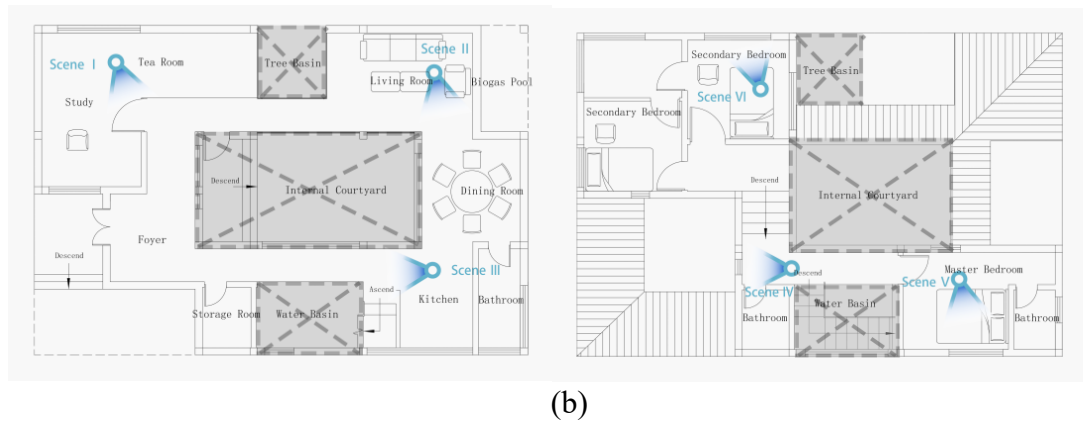 Scene I
Tea Room
Study
Tree Basin
Scene II
Living Room
Biogas Pool
Descend
Internal Courtyard
Dining Room
Foyer
Descend
Scene III
Ascend
Kitchen
Bathroom
Storage Room
Water Basin
Secondary Bedroom
Tree Basin
Scene VI
Secondary Bedroom
Descend
Internal Courtyard
Descend
Master Bedroom
Scene IV
Scene V
Water Basin
Bathroom
Bathroom
(b)